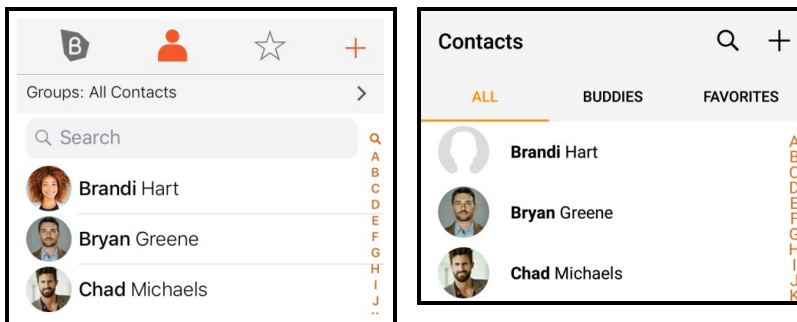 B
Groups: All Contacts
Search
A
B
C
D
E
F
G
H
I
J
Brandi Hart
Bryan Greene
Chad Michaels
Contacts
ALL BUDDIES FAVORITES
Brandi Hart
Bryan Greene
Chad Michaels
A
B
C
D
E
F
G
H
I
J
K